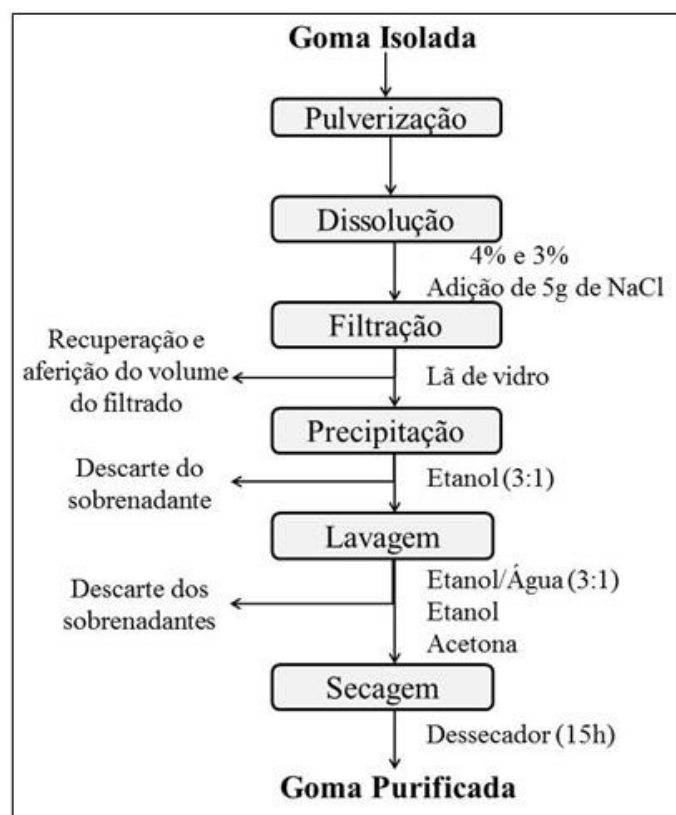 Goma Isolada
Pulverização
Dissolução
4% e 3%
Adição de 5g de NaCl
Filtração
Recuperação e
aferição do volume
do filtrado
Lã de vidro
Precipitação
Descarte do
sobrenadante
Etanol (3:1)
Lavagem
Descarte dos
sobrenadantes
Etanol/Água (3:1)
Etanol
Acetona
Secagem
Dessecador (15h)
Goma Purificada